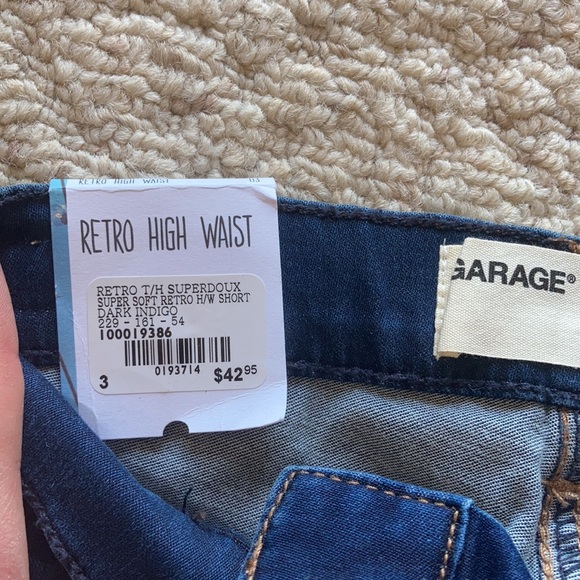 RETRO HIGH WAIST 03
RETRO HIGH WAIST
RETRO T/H SUPERDOUX
SUPER SOFT RETRO H/W SHORT
DARK INDIGO
229 - 161 - 54
100019386
0193714
3 $42.95
GARAGE®